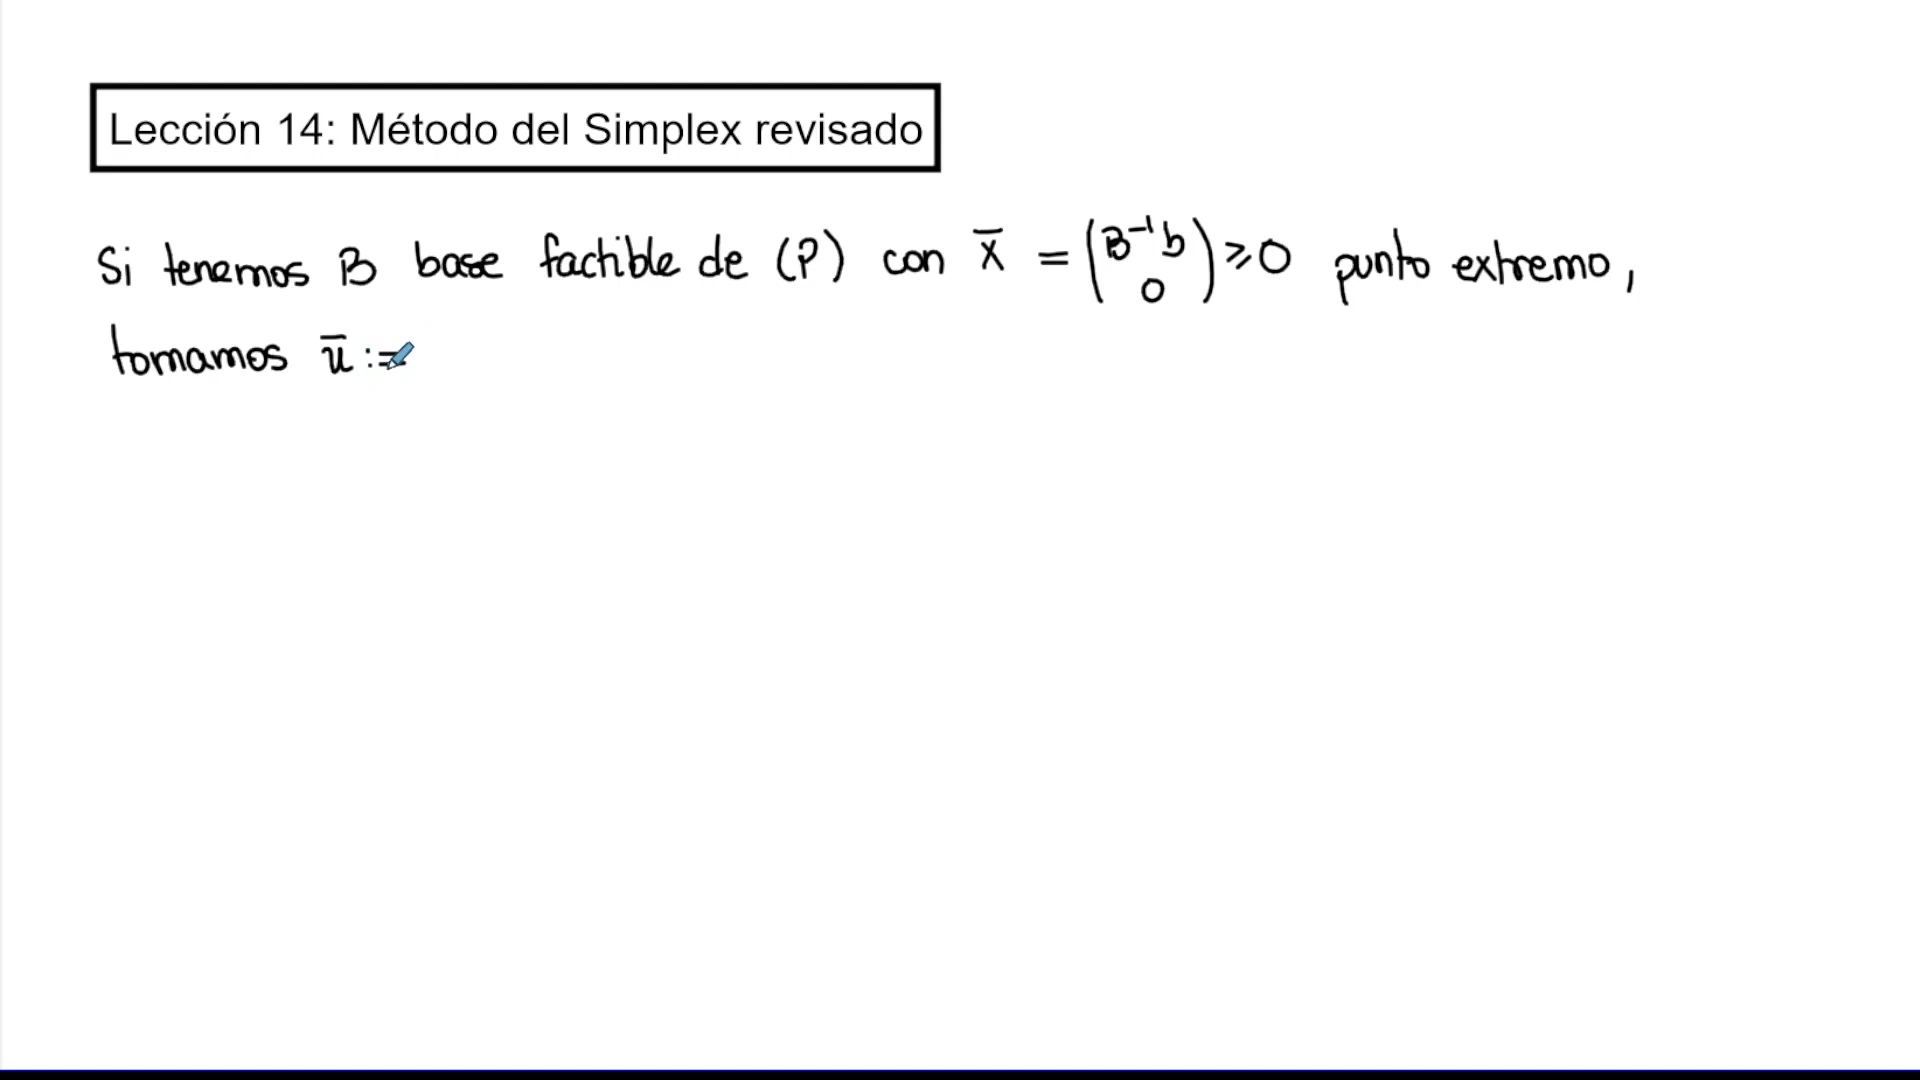 Lección 14: Método del Simplex revisado
Si tenemos B base factible de (P) con x̄ = (B⁻¹b 0) ≥ 0 punto extremo,
tomamos ū :=